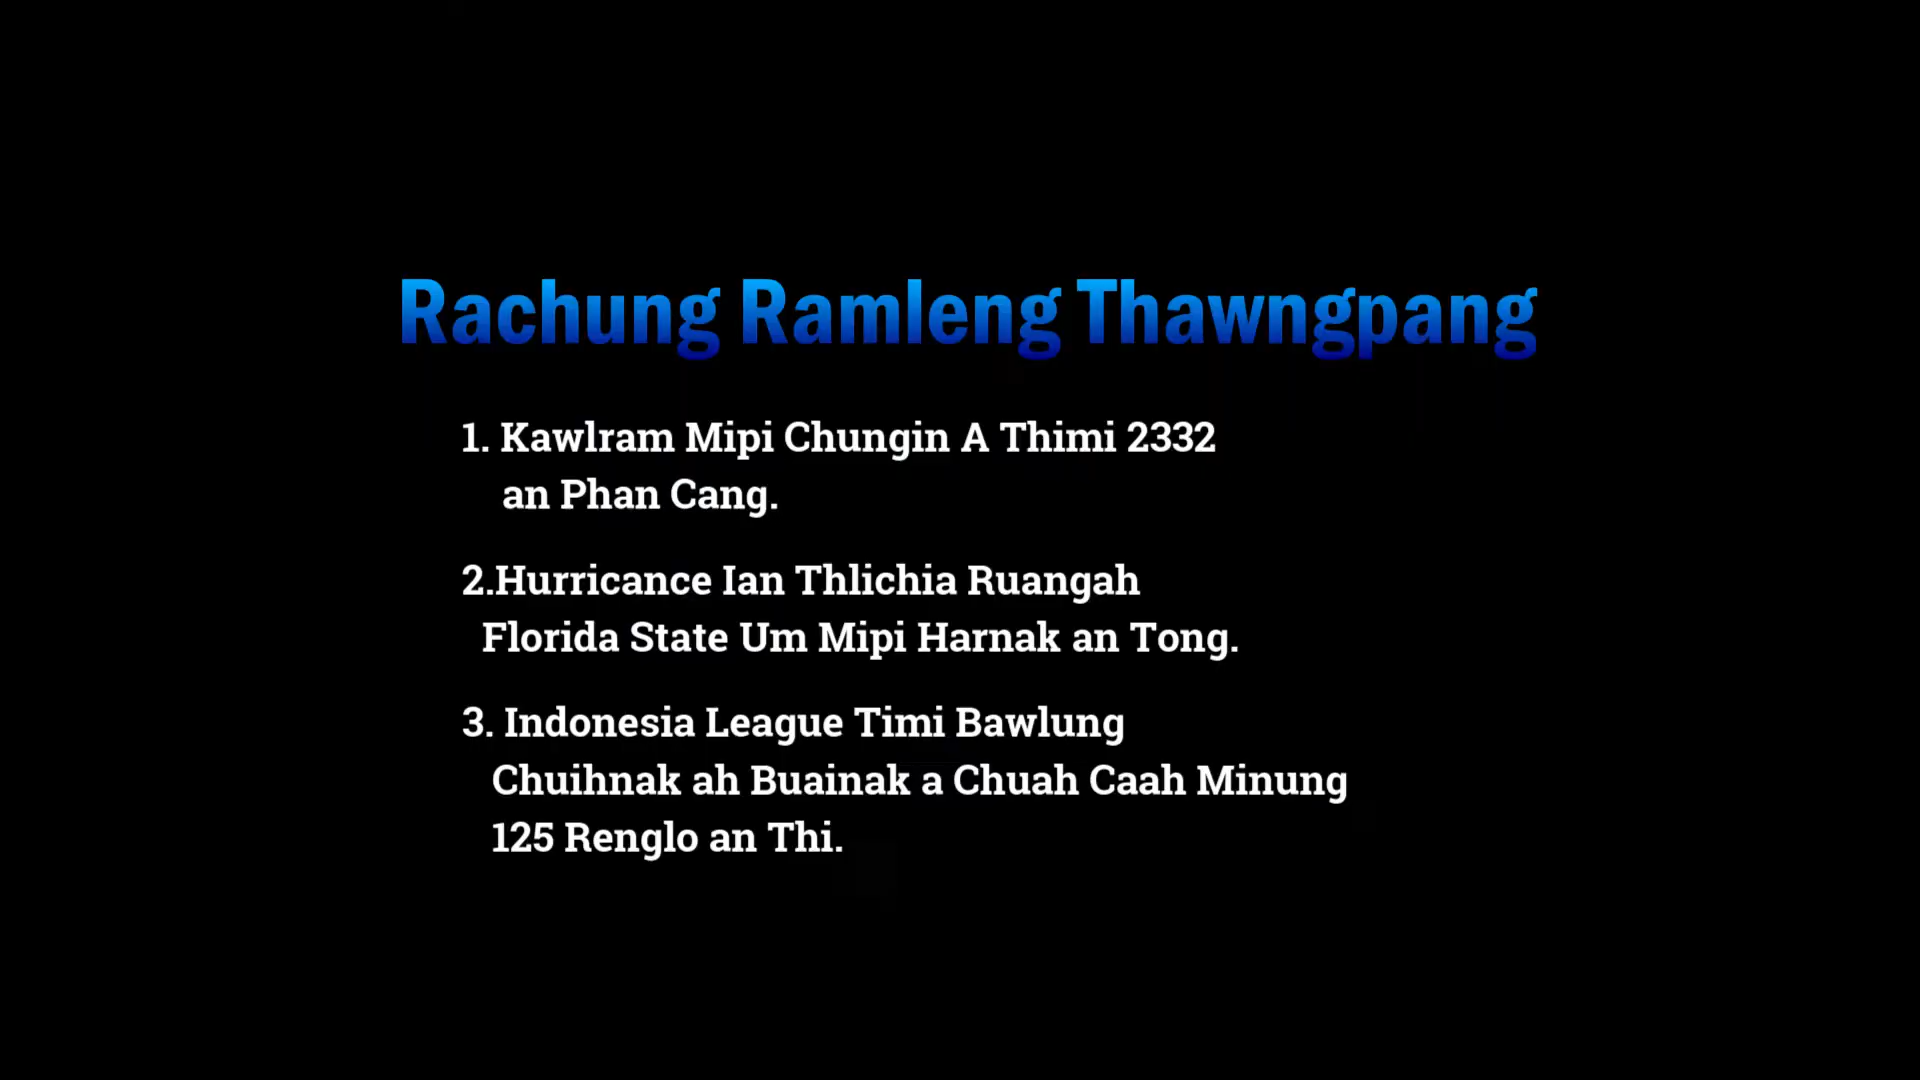 Rachung Ramleng Thawngpang
1. Kawlram Mipi Chungin A Thimi 2332
an Phan Cang.
2.Hurricance Ian Thlichia Ruangah
Florida State Um Mipi Harnak an Tong.
3. Indonesia League Timi Bawlung
Chuihnak ah Buainak a Chuah Caah Minung
125 Renglo an Thi.